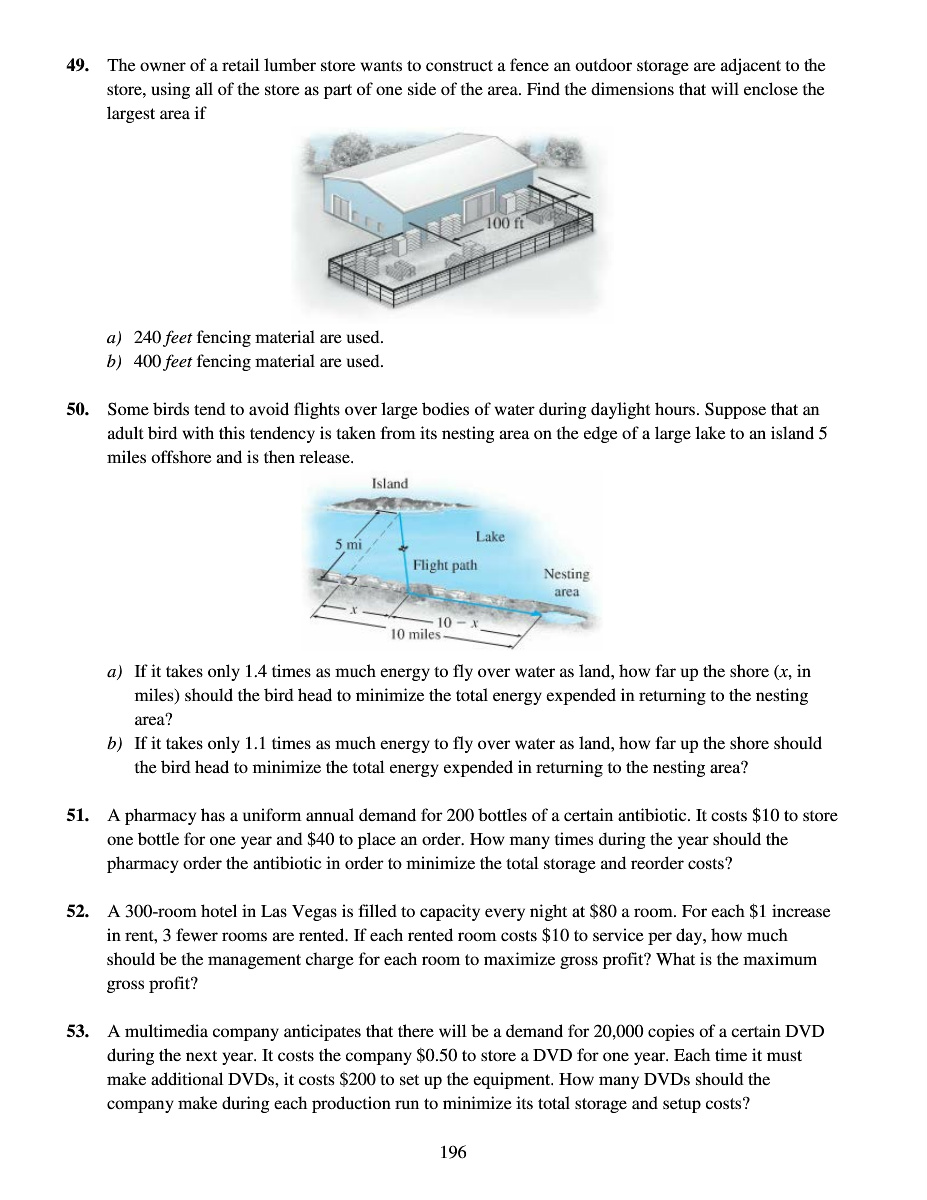 49. The owner of a retail lumber store wants to construct a fence an outdoor storage are adjacent to the
store, using all of the store as part of one side of the area. Find the dimensions that will enclose the
largest area if
100 ft
a) 240 feet fencing material are used.
b) 400 feet fencing material are used.
50. Some birds tend to avoid flights over large bodies of water during daylight hours. Suppose that an
adult bird with this tendency is taken from its nesting area on the edge of a large lake to an island 5
miles offshore and is then release.
Island
Lake
5 mi
Flight path
Nesting
area
x
10 – x
10 miles
a) If it takes only 1.4 times as much energy to fly over water as land, how far up the shore (x, in
miles) should the bird head to minimize the total energy expended in returning to the nesting
area?
b) If it takes only 1.1 times as much energy to fly over water as land, how far up the shore should
the bird head to minimize the total energy expended in returning to the nesting area?
51. A pharmacy has a uniform annual demand for 200 bottles of a certain antibiotic. It costs $10 to store
one bottle for one year and $40 to place an order. How many times during the year should the
pharmacy order the antibiotic in order to minimize the total storage and reorder costs?
52. A 300-room hotel in Las Vegas is filled to capacity every night at $80 a room. For each $1 increase
in rent, 3 fewer rooms are rented. If each rented room costs $10 to service per day, how much
should be the management charge for each room to maximize gross profit? What is the maximum
gross profit?
53. A multimedia company anticipates that there will be a demand for 20,000 copies of a certain DVD
during the next year. It costs the company $0.50 to store a DVD for one year. Each time it must
make additional DVDs, it costs $200 to set up the equipment. How many DVDs should the
company make during each production run to minimize its total storage and setup costs?
196